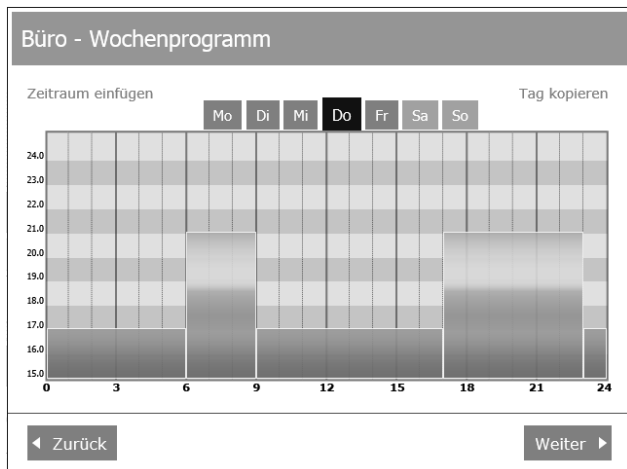 Büro - Wochenprogramm
Zeitraum einfügen
Tag kopieren
Mo Di Mi Do Fr Sa So
24.0
23.0
22.0
21.0
20.0
19.0
18.0
17.0
16.0
15.0
0 3 6 9 12 15 18 21 24
Zurück
Weiter